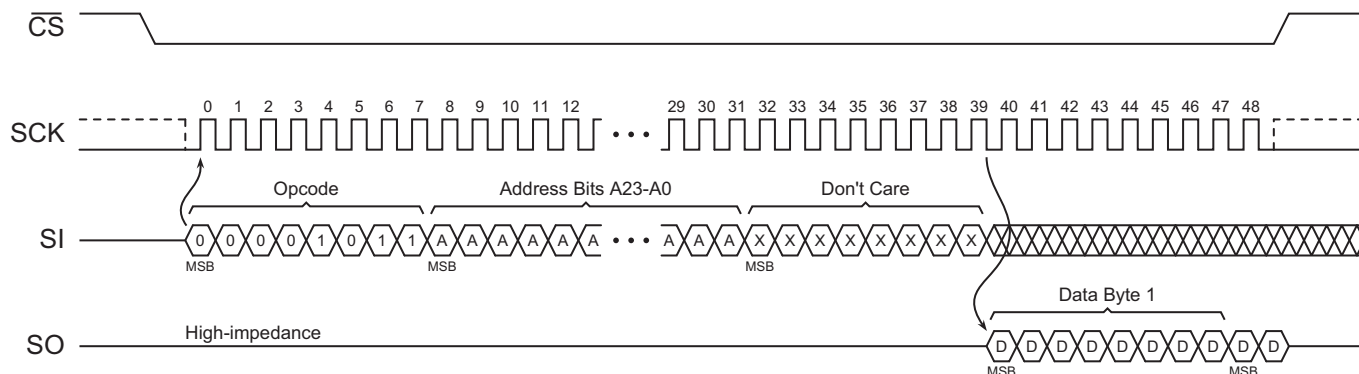 CS
0 1 2 3 4 5 6 7 8 9 10 11 12 29 30 31 32 33 34 35 36 37 38 39 40 41 42 43 44 45 46 47 48
SCK
Opcode Address Bits A23-A0 Don't Care
SI 0 0 0 0 1 0 1 1 A A A A A A A A A X X X X X X X X
MSB MSB MSB
Data Byte 1
High-impedance
SO D D D D D D D D D D
MSB MSB